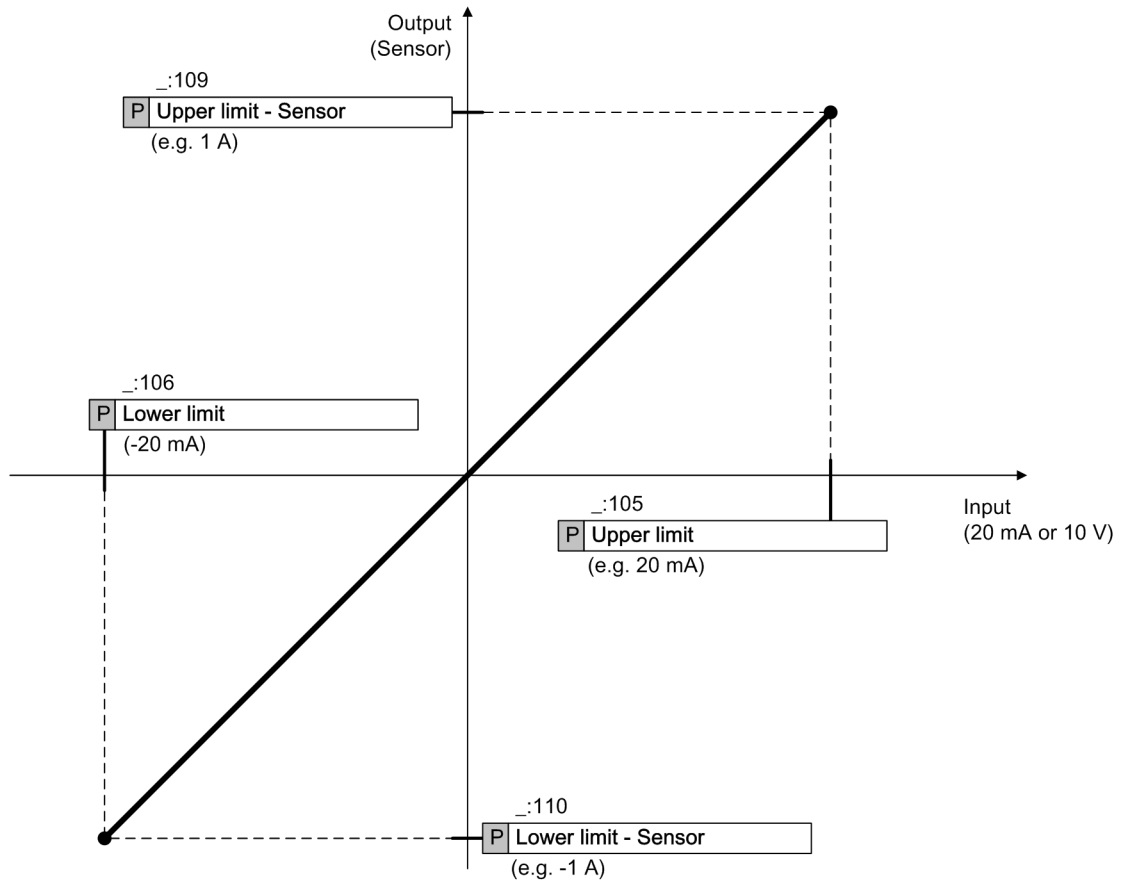 Output
(Sensor)
_:109
P Upper limit - Sensor
(e.g. 1 A)
_:106
P Lower limit
(-20 mA)
_:105
P Upper limit
(e.g. 20 mA)
Input
(20 mA or 10 V)
_:110
P Lower limit - Sensor
(e.g. -1 A)